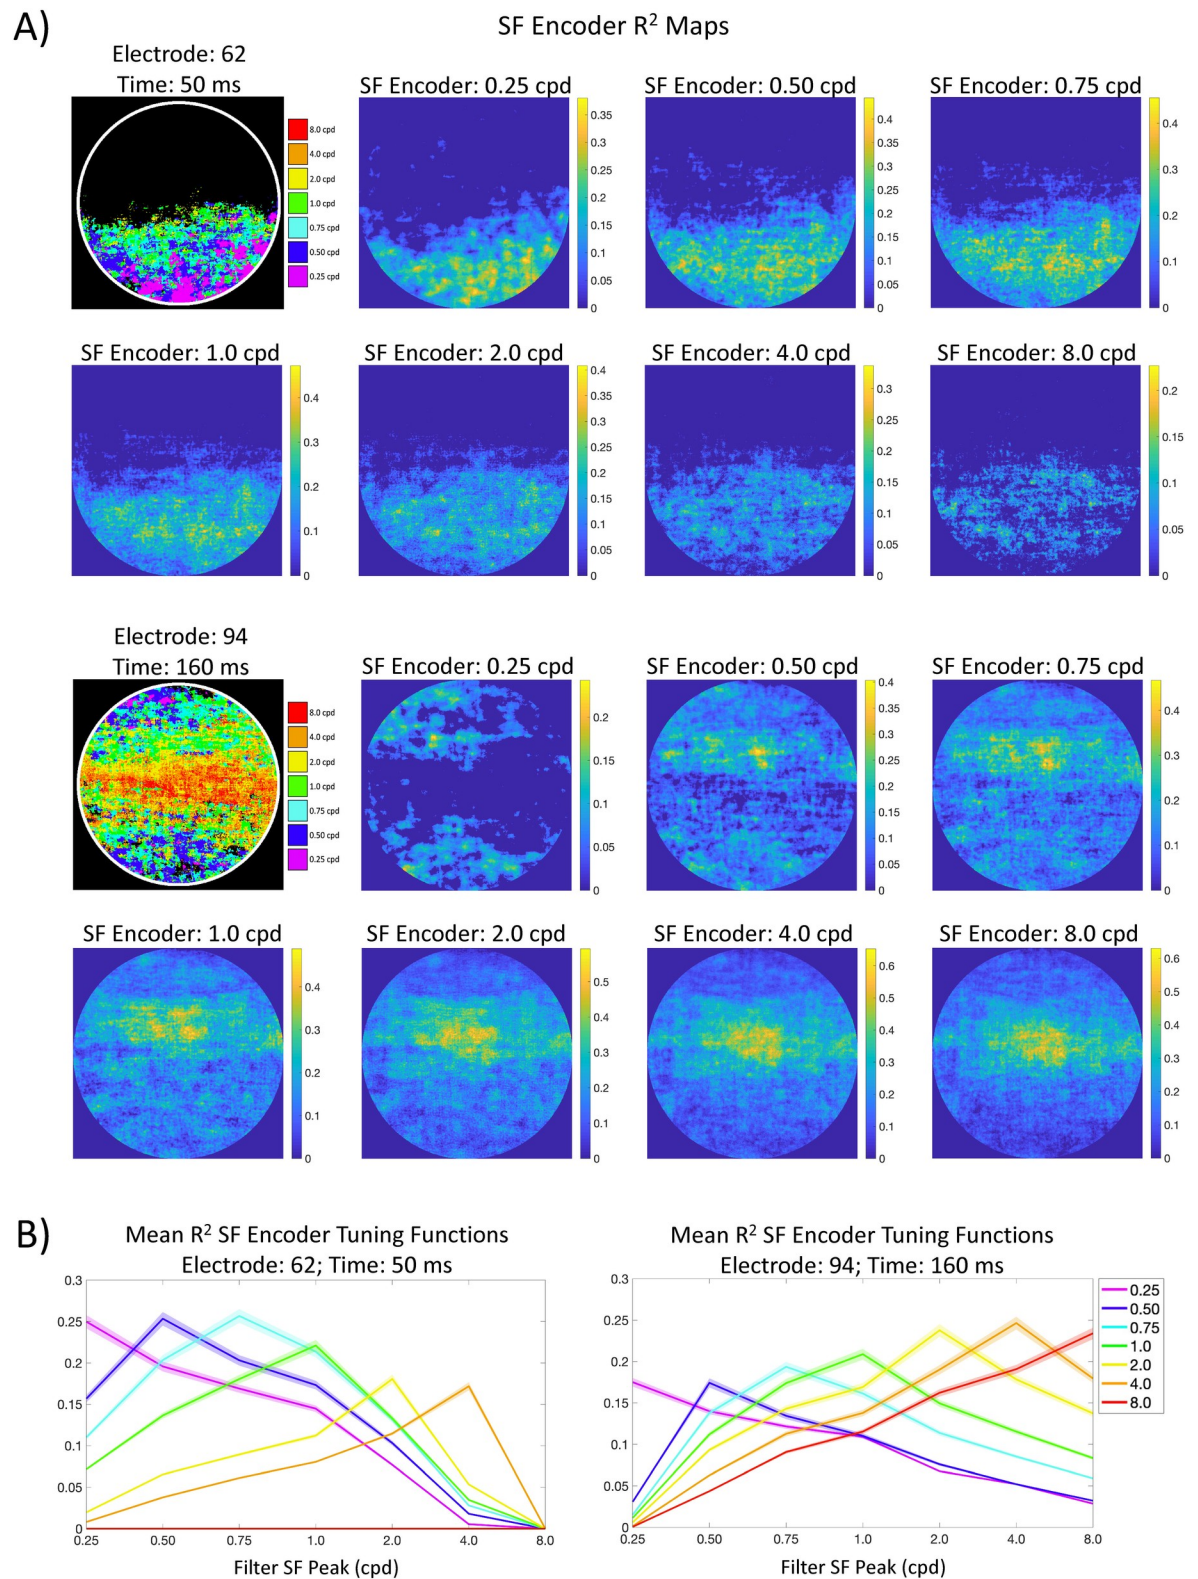 A)
SF Encoder R² Maps
Electrode: 62
Time: 50 ms
8.0 cpd
4.0 cpd
2.0 cpd
1.0 cpd
0.75 cpd
0.50 cpd
0.25 cpd
SF Encoder: 0.25 cpd
0.35
0.3
0.25
0.2
0.15
0.1
0.05
0
SF Encoder: 0.50 cpd
0.4
0.3
0.2
0.1
0
SF Encoder: 0.75 cpd
0.4
0.3
0.2
0.1
0
SF Encoder: 1.0 cpd
0.4
0.3
0.2
0.1
0
SF Encoder: 2.0 cpd
0.4
0.35
0.3
0.25
0.2
0.15
0.1
0.05
0
SF Encoder: 4.0 cpd
0.3
0.25
0.2
0.15
0.1
0.05
0
SF Encoder: 8.0 cpd
0.2
0.15
0.1
0.05
0
Electrode: 94
Time: 160 ms
8.0 cpd
4.0 cpd
2.0 cpd
1.0 cpd
0.75 cpd
0.50 cpd
0.25 cpd
SF Encoder: 0.25 cpd
0.2
0.15
0.1
0.05
0
SF Encoder: 0.50 cpd
0.4
0.35
0.3
0.25
0.2
0.15
0.1
0.05
0
SF Encoder: 0.75 cpd
0.4
0.3
0.2
0.1
0
SF Encoder: 1.0 cpd
0.4
0.3
0.2
0.1
0
SF Encoder: 2.0 cpd
0.5
0.4
0.3
0.2
0.1
0
SF Encoder: 4.0 cpd
0.6
0.5
0.4
0.3
0.2
0.1
0
SF Encoder: 8.0 cpd
0.6
0.5
0.4
0.3
0.2
0.1
0
B)
Mean R² SF Encoder Tuning Functions
Electrode: 62; Time: 50 ms
0.3
0.25
0.2
0.15
0.1
0.05
0
0.25 0.50 0.75 1.0 2.0 4.0 8.0
Filter SF Peak (cpd)
Mean R² SF Encoder Tuning Functions
Electrode: 94; Time: 160 ms
0.3
0.25
0.2
0.15
0.1
0.05
0
0.25 0.50 0.75 1.0 2.0 4.0 8.0
Filter SF Peak (cpd)
0.25
0.50
0.75
1.0
2.0
4.0
8.0